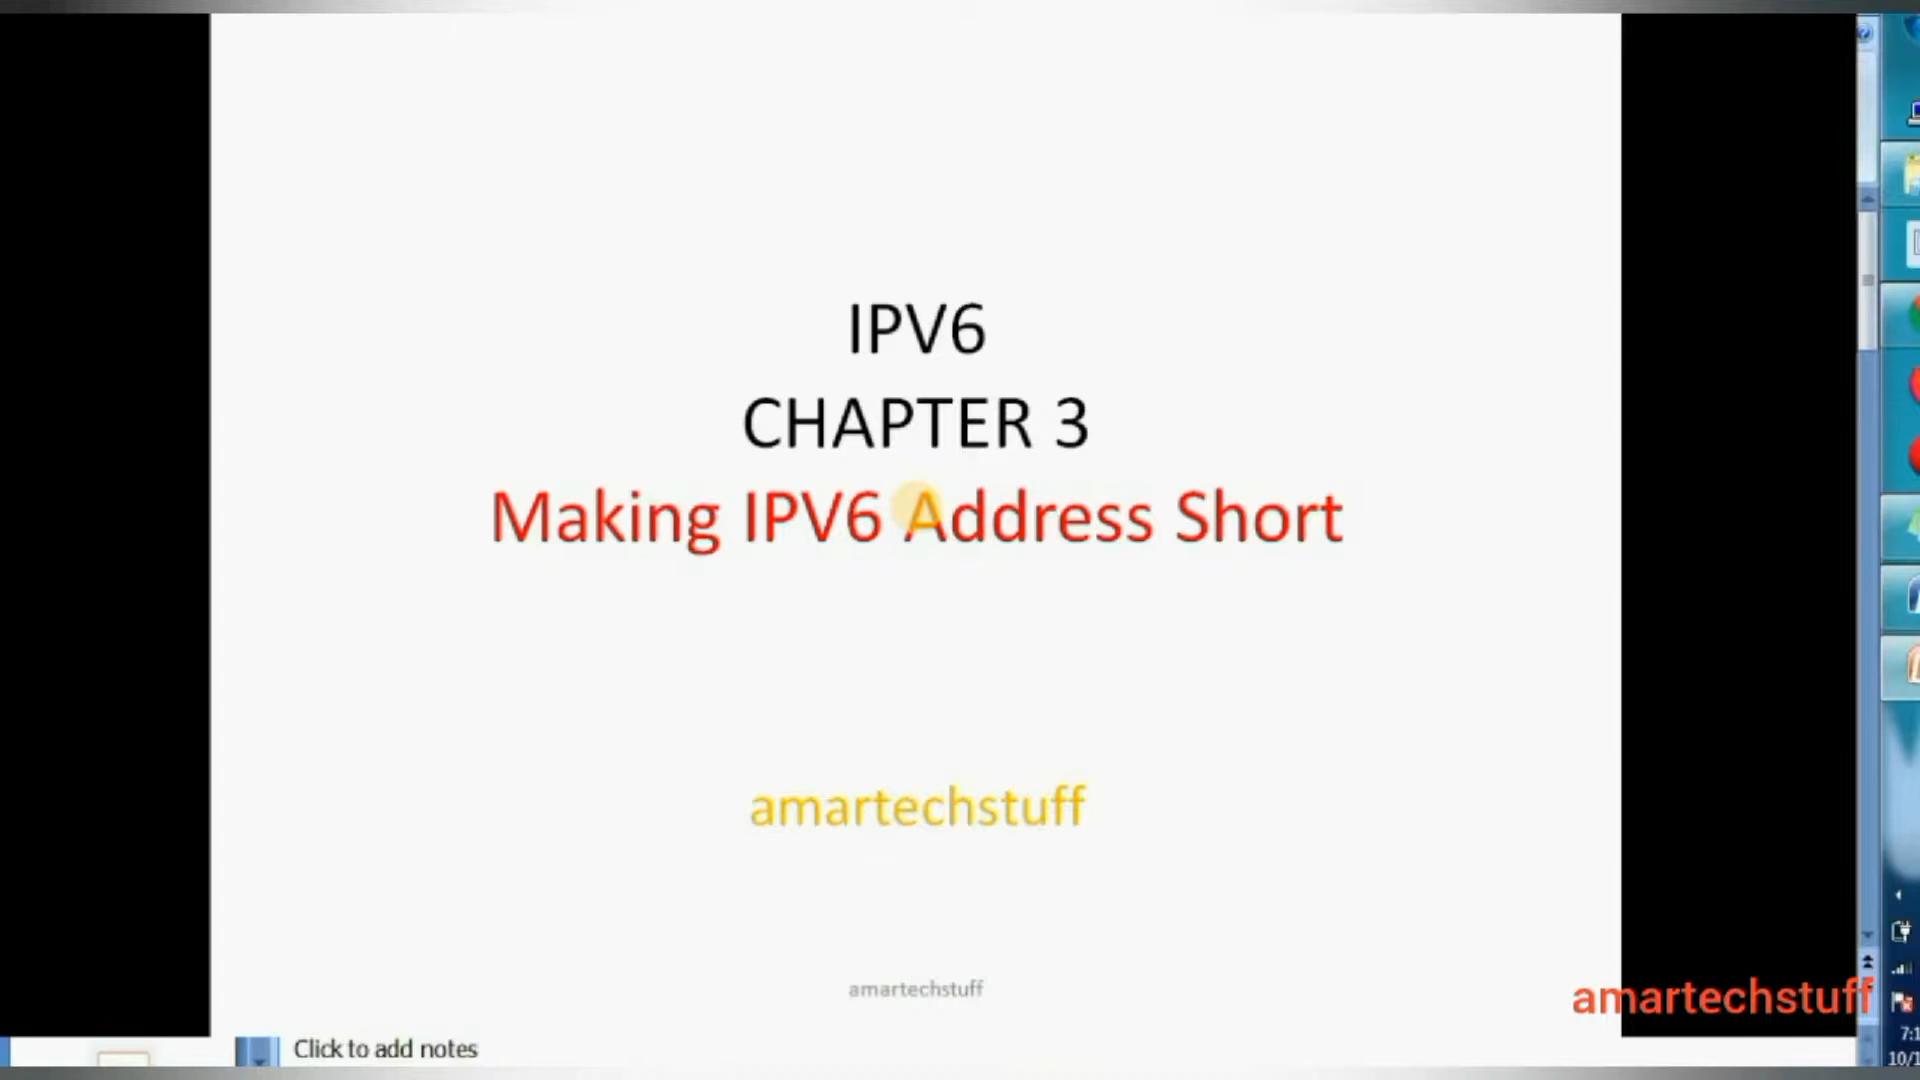 IPV6
CHAPTER 3
Making IPV6 Address Short
amartechstuff
amartechstuff
amartechstuff
Click to add notes